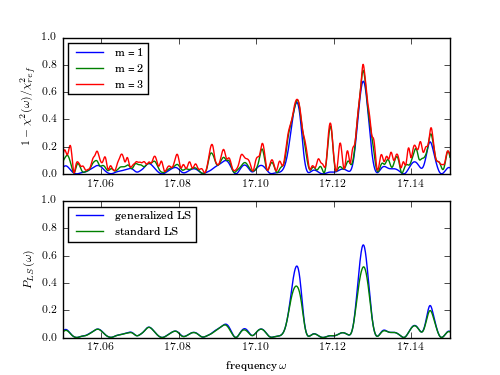 1.0
0.8
0.6
0.4
0.2
0.0
1 − χ²(ω)/χ²_ref
m = 1
m = 2
m = 3
17.06 17.08 17.10 17.12 17.14
1.0
0.8
0.6
0.4
0.2
0.0
P_LS(ω)
generalized LS
standard LS
17.06 17.08 17.10 17.12 17.14
frequency ω